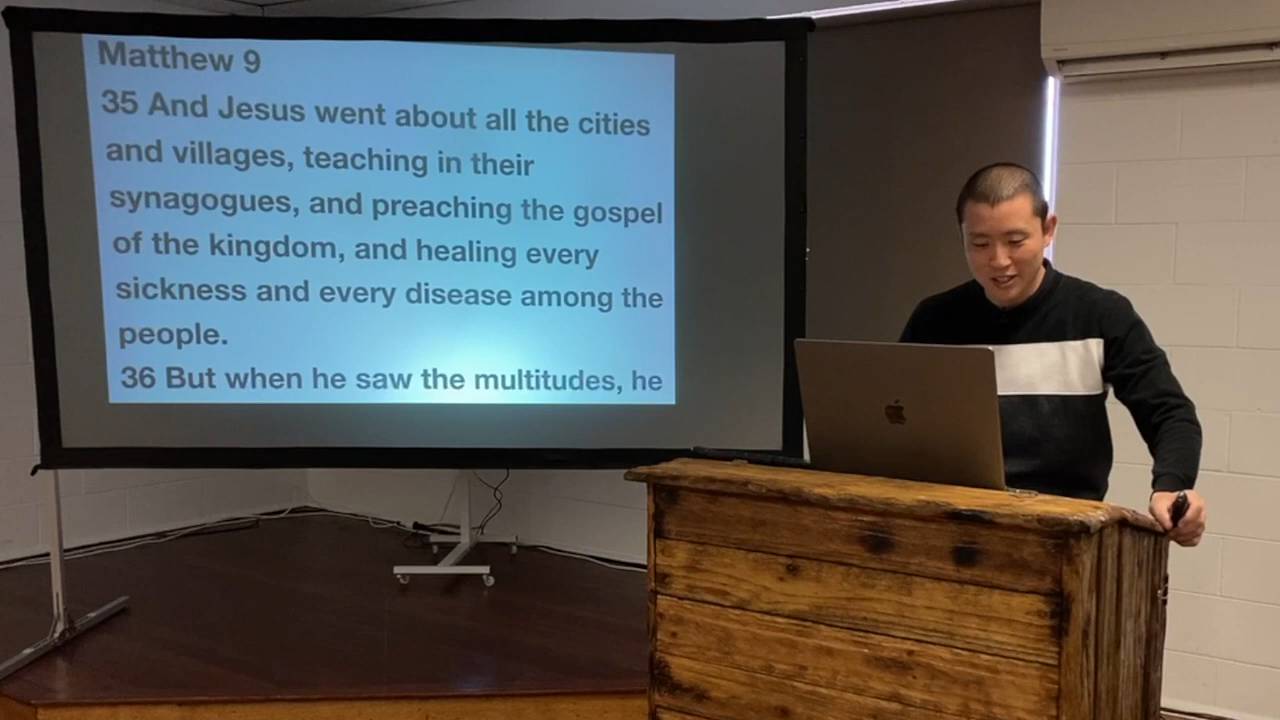 Matthew 9
35 And Jesus went about all the cities
and villages, teaching in their
synagogues, and preaching the gospel
of the kingdom, and healing every
sickness and every disease among the
people.
36 But when he saw the multitudes, he